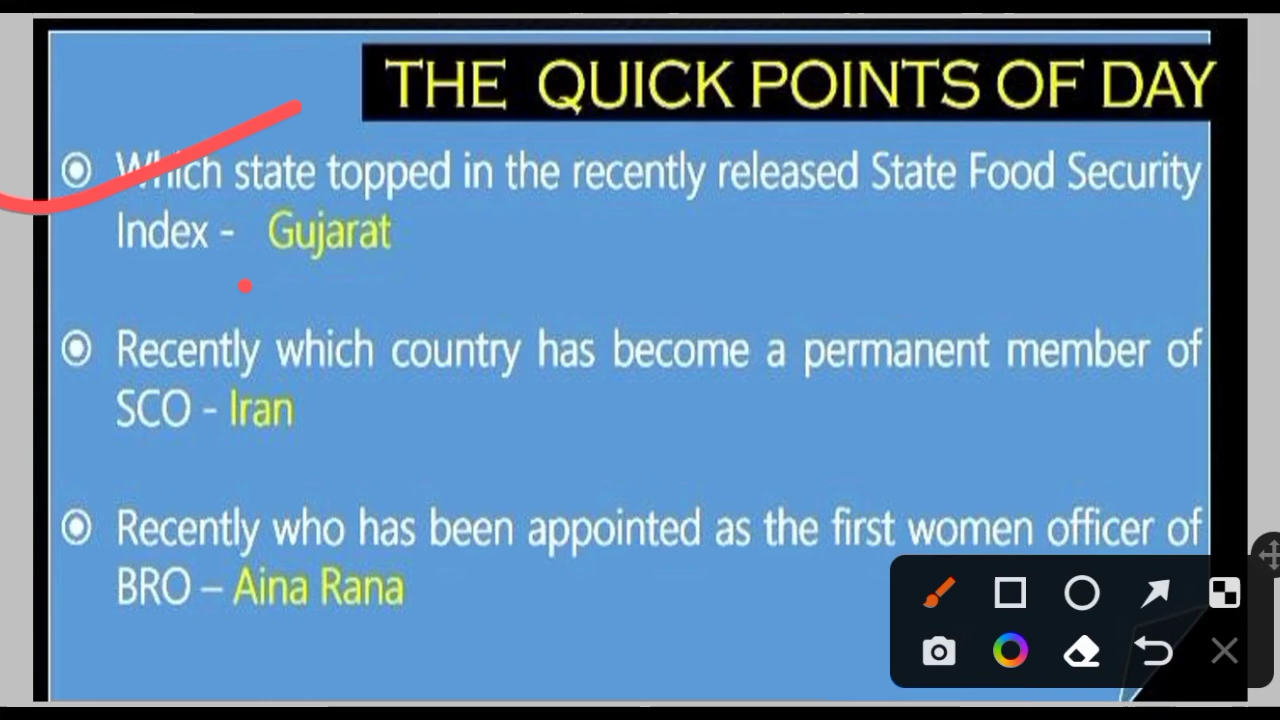 THE QUICK POINTS OF DAY
Which state topped in the recently released State Food Security
Index - Gujarat
Recently which country has become a permanent member of
SCO - Iran
Recently who has been appointed as the first women officer of
BRO – Aina Rana